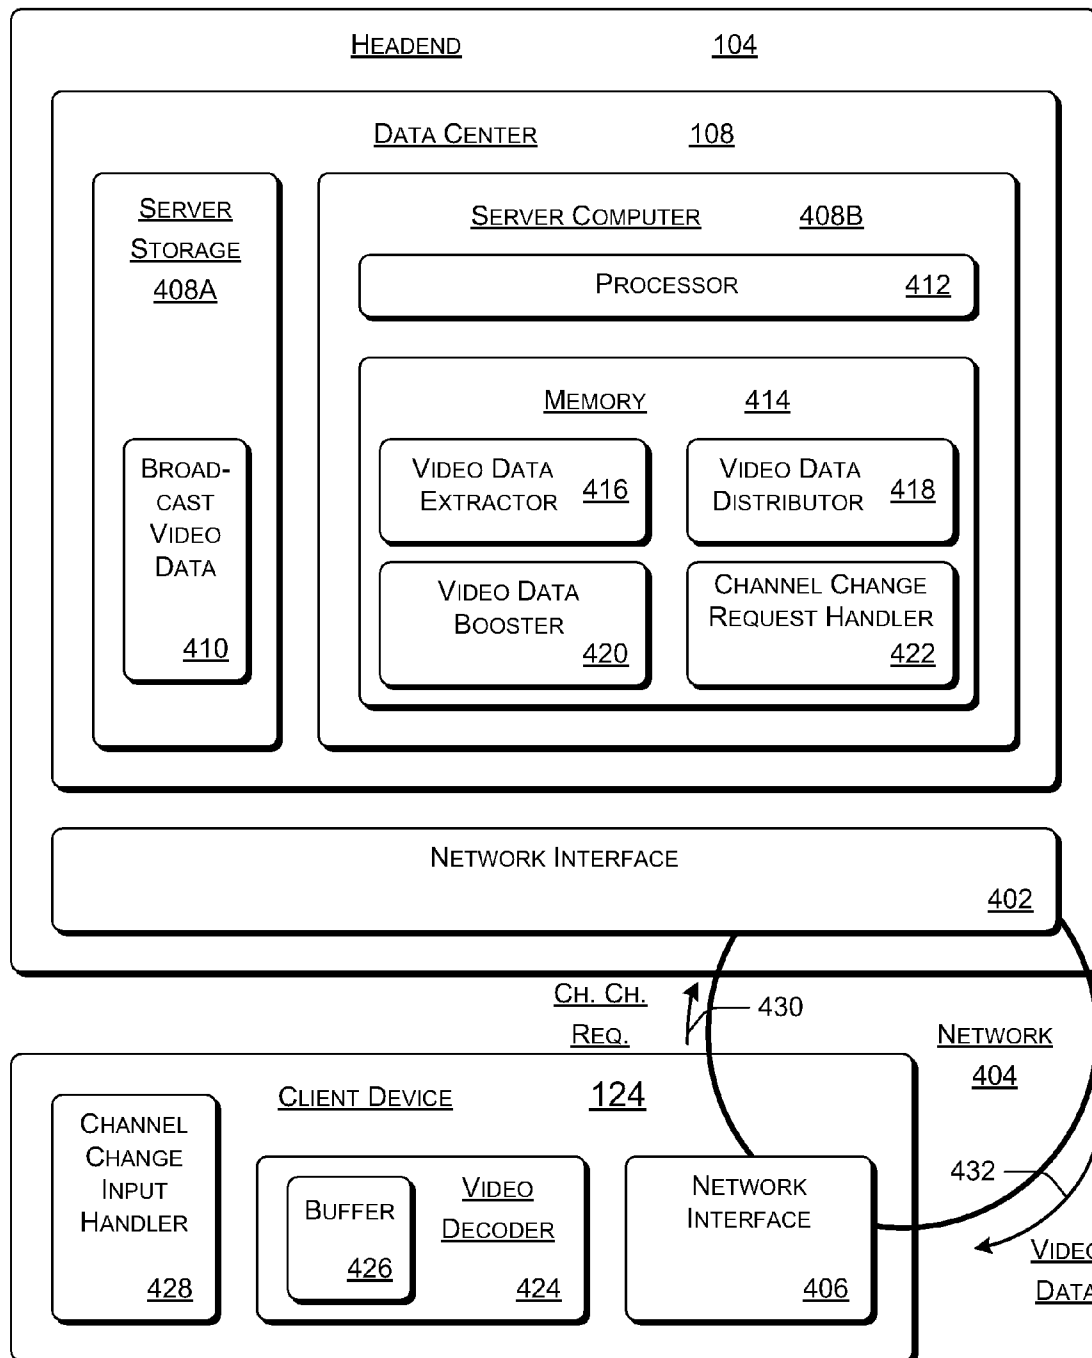 HEADEND 104
DATA CENTER 108
SERVER
STORAGE
408A
BROAD-
CAST
VIDEO
DATA
410
SERVER COMPUTER 408B
PROCESSOR 412
MEMORY 414
VIDEO DATA
EXTRACTOR 416
VIDEO DATA
DISTRIBUTOR 418
VIDEO DATA
BOOSTER
420
CHANNEL CHANGE
REQUEST HANDLER
422
NETWORK INTERFACE
402
CH. CH.
REQ.
430
NETWORK
404
CLIENT DEVICE 124
CHANNEL
CHANGE
INPUT
HANDLER
428
BUFFER
426
VIDEO
DECODER
424
NETWORK
INTERFACE
406
432
VIDEO
DATA